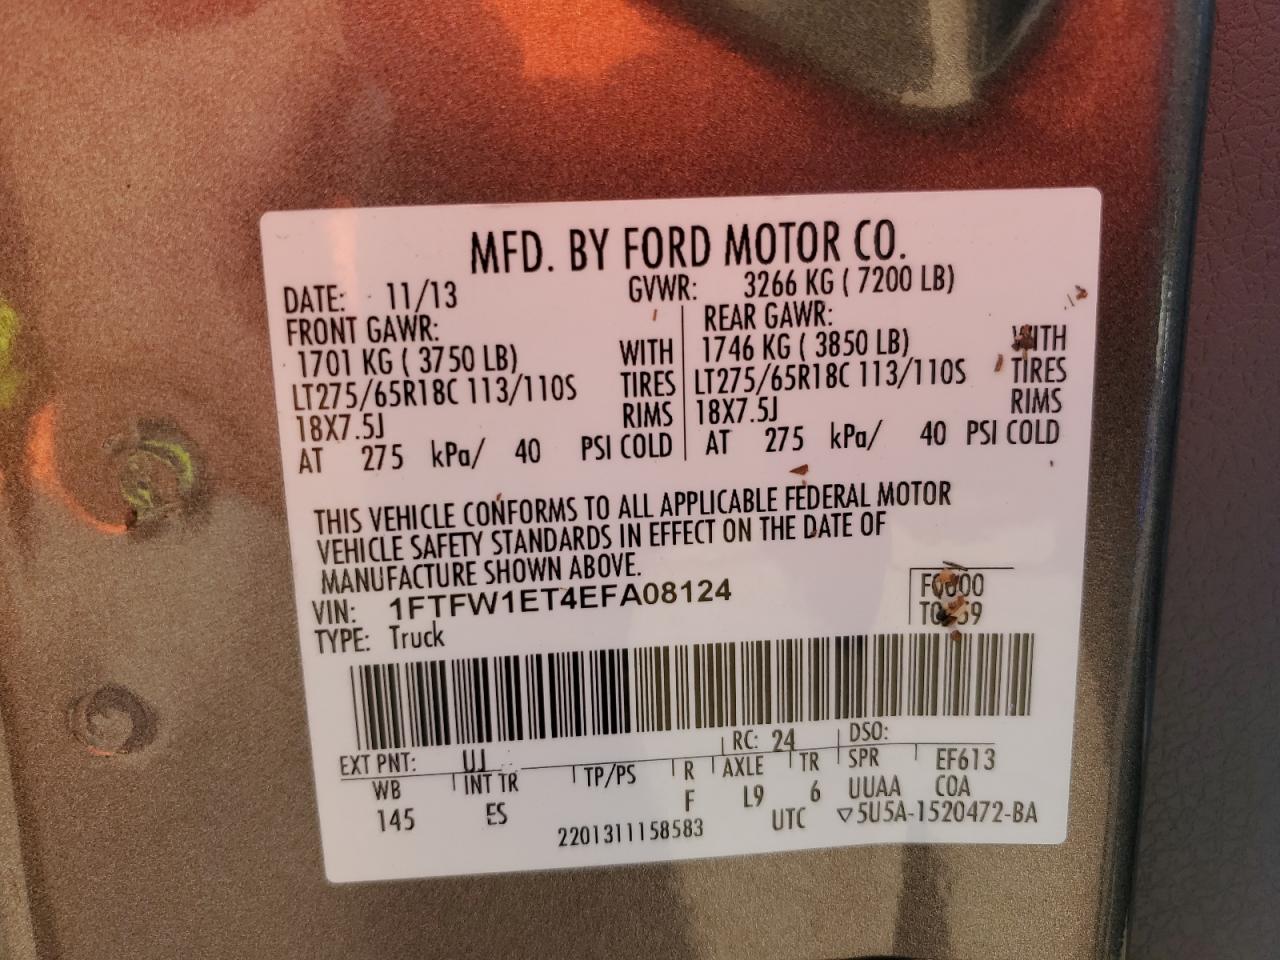 MFD. BY FORD MOTOR CO.
DATE: 11/13 GVWR: 3266 KG ( 7200 LB)
FRONT GAWR: REAR GAWR:
1701 KG ( 3750 LB) WITH 1746 KG ( 3850 LB) WITH
LT275/65R18C 113/110S TIRES LT275/65R18C 113/110S TIRES
18X7.5J RIMS 18X7.5J RIMS
AT 275 kPa/ 40 PSI COLD AT 275 kPa/ 40 PSI COLD
THIS VEHICLE CONFORMS TO ALL APPLICABLE FEDERAL MOTOR
VEHICLE SAFETY STANDARDS IN EFFECT ON THE DATE OF
MANUFACTURE SHOWN ABOVE.
VIN: 1FTFW1ET4EFA08124
TYPE: Truck
EXT PNT: UJ RC: 24 DSO:
WB INT TR TP/PS R AXLE TR SPR EF613
145 ES F L9 6 UUAA COA
2201311158583 UTC ▽5U5A-1520472-BA